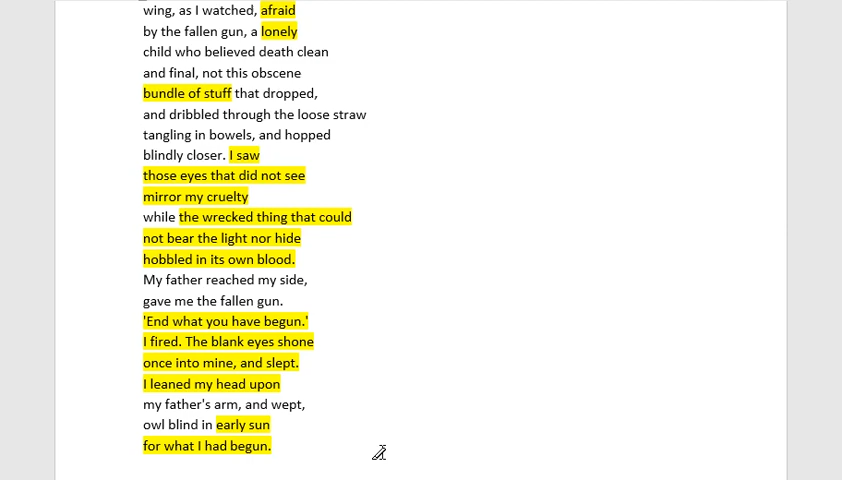 wing, as I watched, afraid
by the fallen gun, a lonely
child who believed death clean
and final, not this obscene
bundle of stuff that dropped,
and dribbled through the loose straw
tangling in bowels, and hopped
blindly closer. I saw
those eyes that did not see
mirror my cruelty
while the wrecked thing that could
not bear the light nor hide
hobbled in its own blood.
My father reached my side,
gave me the fallen gun.
'End what you have begun.'
I fired. The blank eyes shone
once into mine, and slept.
I leaned my head upon
my father's arm, and wept,
owl blind in early sun
for what I had begun.